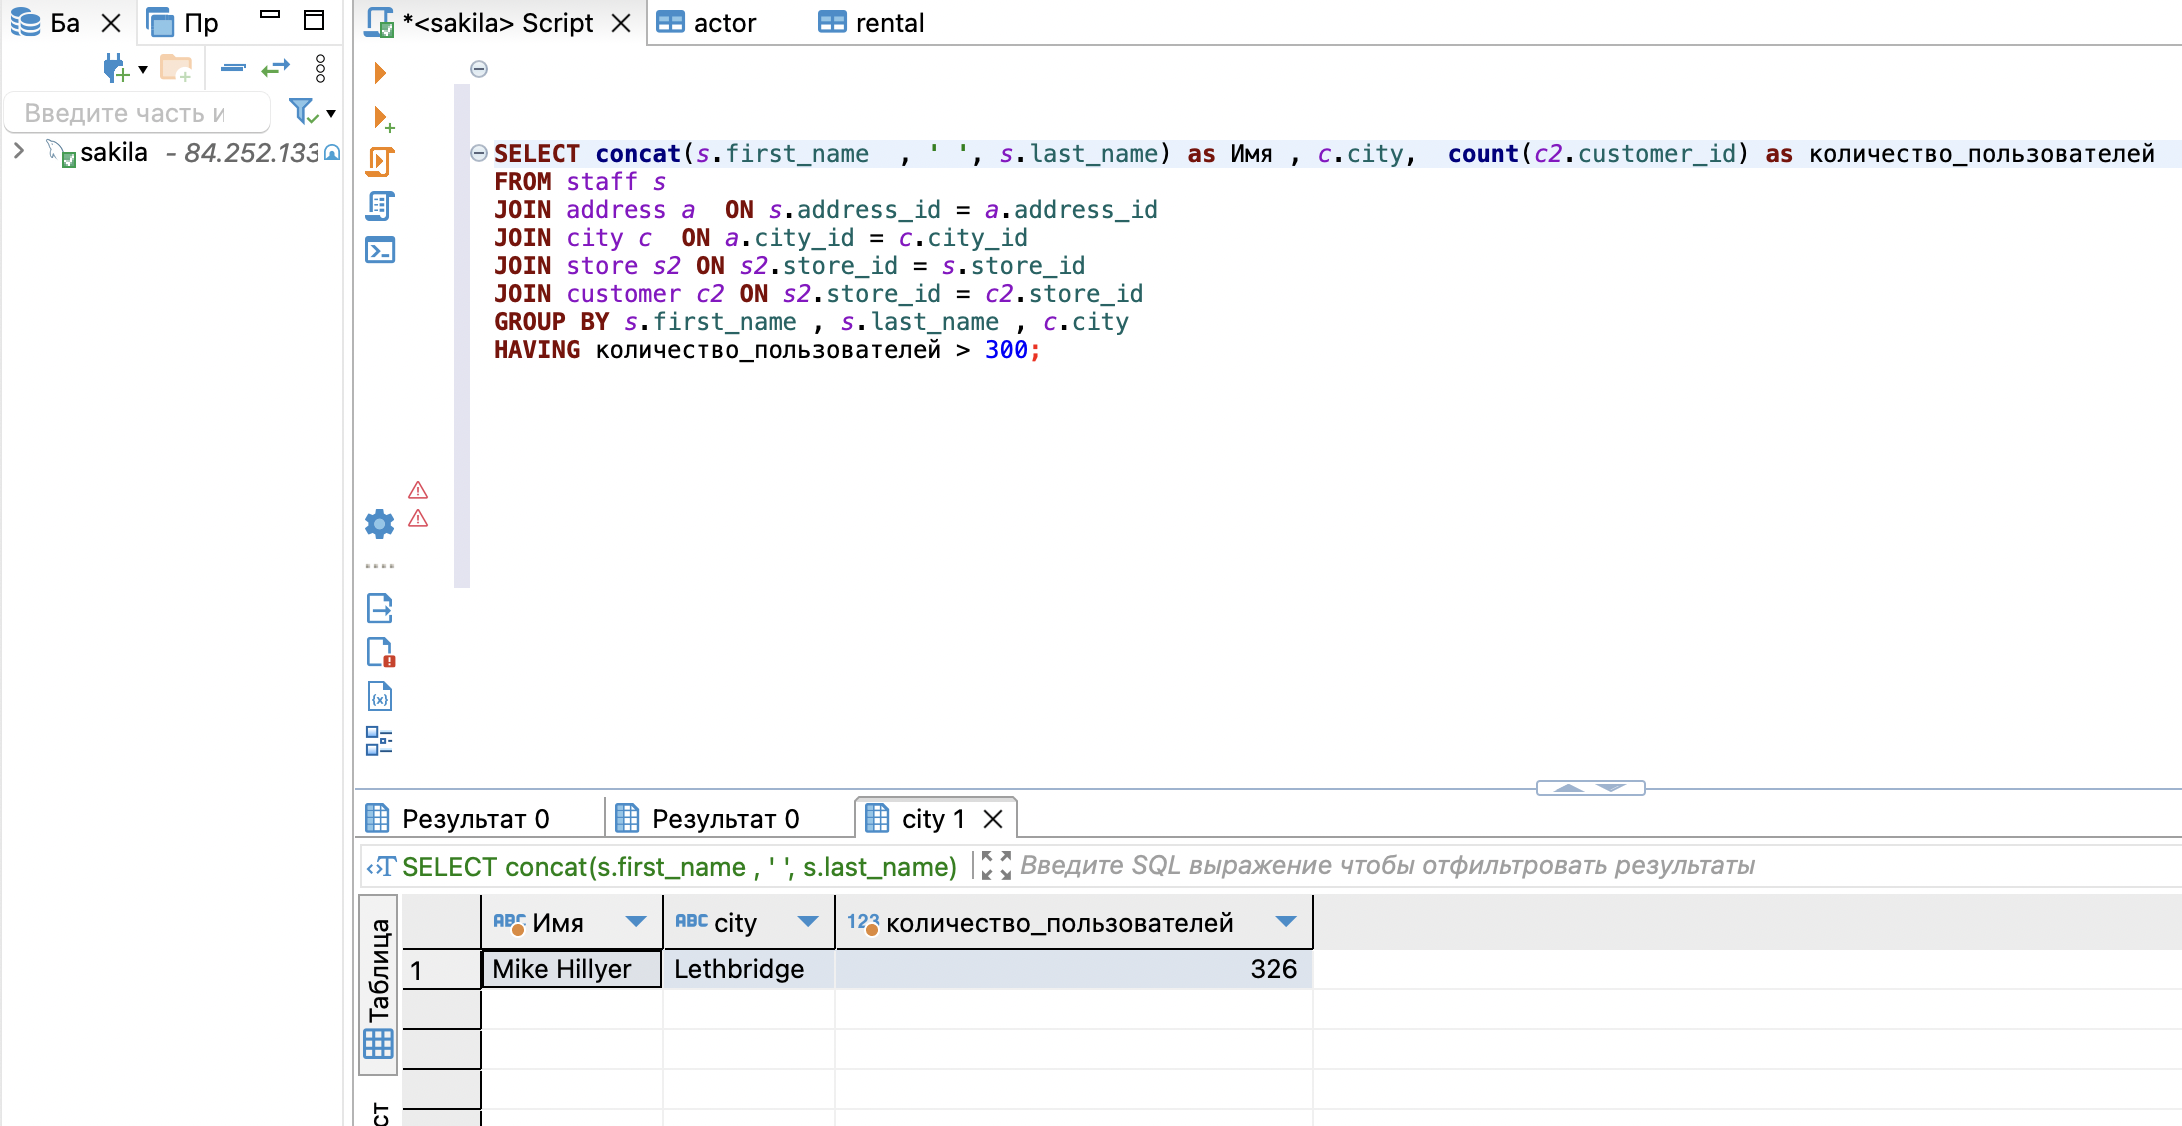 Ба
Пр
*<sakila> Script
actor
rental
Введите часть и
sakila - 84.252.133
SELECT concat(s.first_name  , ' ', s.last_name) as Имя , c.city,  count(c2.customer_id) as количество_пользователей
FROM staff s
JOIN address a  ON s.address_id = a.address_id
JOIN city c  ON a.city_id = c.city_id
JOIN store s2 ON s2.store_id = s.store_id
JOIN customer c2 ON s2.store_id = c2.store_id
GROUP BY s.first_name , s.last_name , c.city
HAVING количество_пользователей > 300;
Результат 0
Результат 0
city 1
SELECT concat(s.first_name , ' ', s.last_name)
Введите SQL выражение чтобы отфильтровать результаты
Таблица
ABC Имя
ABC city
123 количество_пользователей
1 Mike Hillyer Lethbridge 326
ст